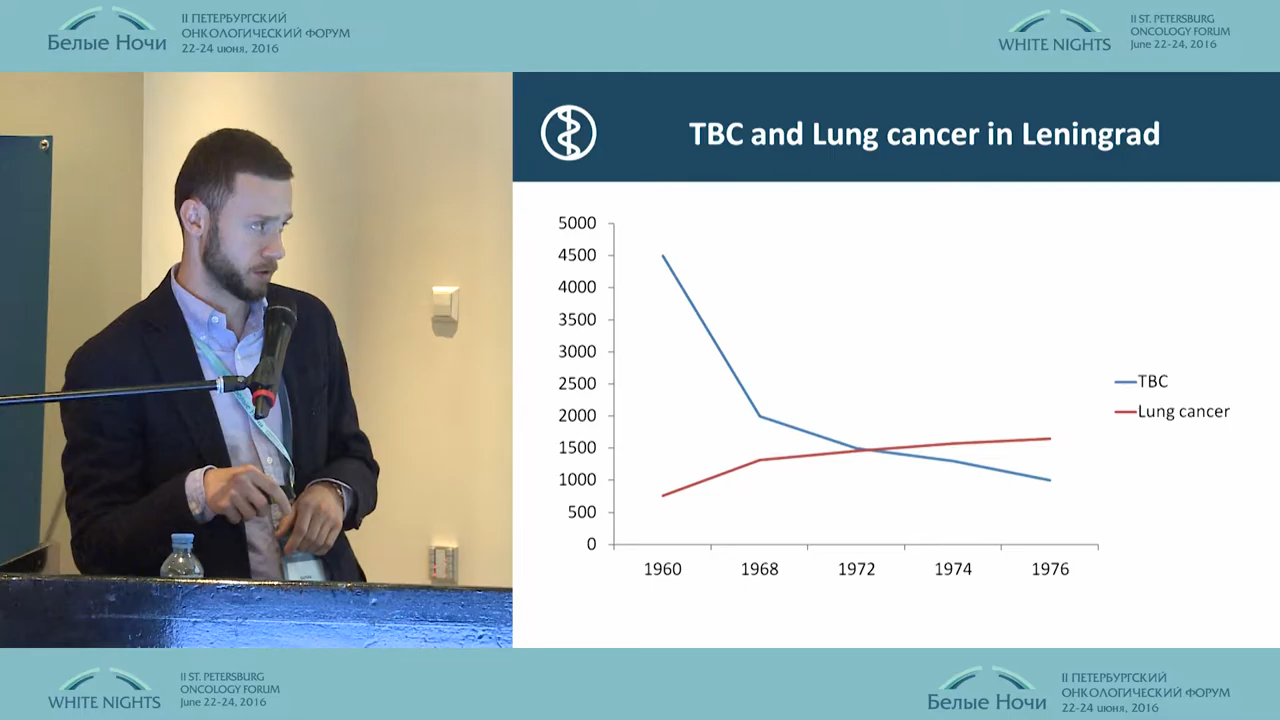 Белые Ночи
II ПЕТЕРБУРГСКИЙ
ОНКОЛОГИЧЕСКИЙ ФОРУМ
22-24 июня, 2016
WHITE NIGHTS
II ST. PETERSBURG
ONCOLOGY FORUM
June 22-24, 2016
TBC and Lung cancer in Leningrad
5000
4500
4000
3500
3000
2500
2000
1500
1000
500
0
1960
1968
1972
1974
1976
TBC
Lung cancer
WHITE NIGHTS
II ST. PETERSBURG
ONCOLOGY FORUM
June 22-24, 2016
Белые Ночи
II ПЕТЕРБУРГСКИЙ
ОНКОЛОГИЧЕСКИЙ ФОРУМ
22-24 июня, 2016